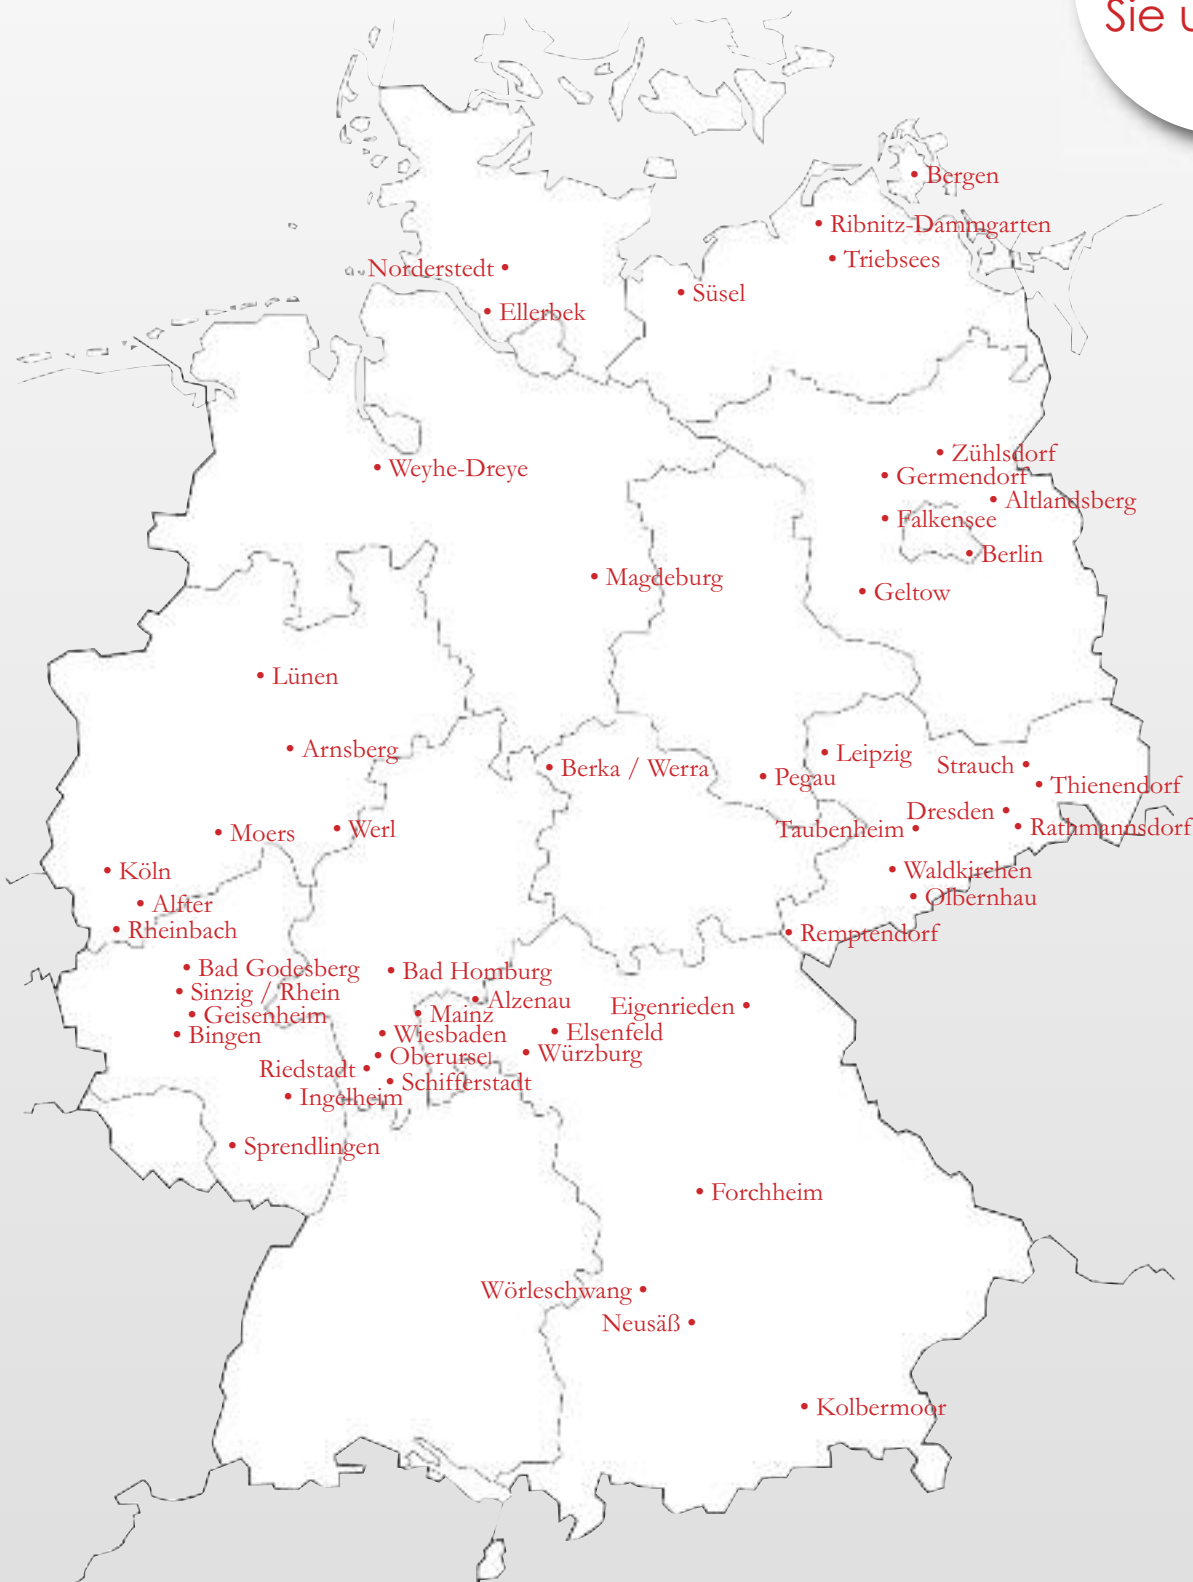 Sie u
• Bergen
• Ribnitz-Dammgarten
• Triebsees
Norderstedt •
• Süsel
• Ellerbek
• Zühlsdorf
• Weyhe-Dreye
• Germendorf
• Altlandsberg
• Falkensee
• Berlin
• Magdeburg
• Geltow
• Lünen
• Arnsberg
• Leipzig
• Berka / Werra
Strauch •
• Pegau
• Thienendorf
Dresden •
• Moers
• Werl
Taubenheim •
• Rathmannsdorf
• Köln
• Waldkirchen
• Alfter
• Olbernhau
• Rheinbach
• Remptendorf
• Bad Godesberg
• Bad Homburg
• Sinzig / Rhein
• Alzenau
Eigenrieden •
• Geisenheim
• Mainz
• Bingen
• Wiesbaden
• Elsenfeld
• Oberursel
• Würzburg
Riedstadt •
• Schifferstadt
• Ingelheim
• Sprendlingen
• Forchheim
Wörleschwang •
Neusäß •
• Kolbermoor